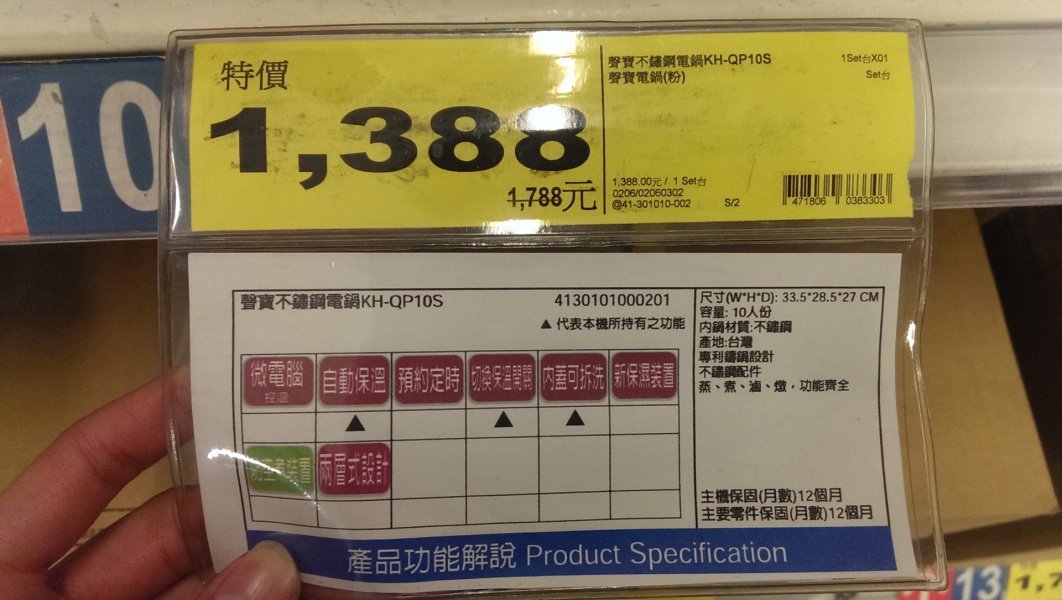 10
特價
1,388
1,788元
聲寶不鏽鋼電鍋KH-QP10S
聲寶電鍋(粉)
1Set台X01
Set台
1,388.00元 / 1 Set台
0206/02060302
@41-301010-002 S/2
471806 0383303
聲寶不鏽鋼電鍋KH-QP10S 4130101000201
▲ 代表本機所持有之功能
微電腦
控溫
自動保溫
預約定時
切換保溫開關
內蓋可拆洗
新保濕裝置
▲ ▲ ▲
防空燒裝置
兩層式設計
尺寸(W*H*D): 33.5*28.5*27 CM
容量: 10人份
內鍋材質:不鏽鋼
產地:台灣
專利鑄鍋設計
不鏽鋼配件
蒸、煮、滷、燉，功能齊全
主機保固(月數)12個月
主要零件保固(月數)12個月
產品功能解說 Product Specification
13